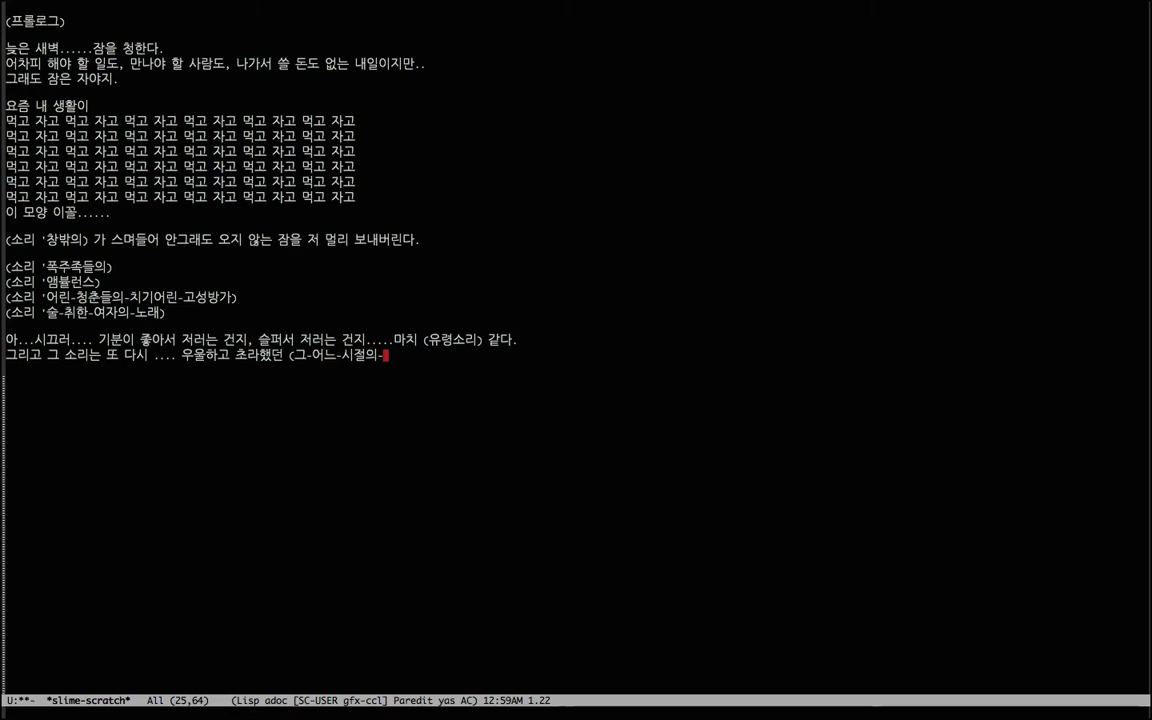 (프롤로그)
늦은 새벽......잠을 청한다.
어차피 해야 할 일도, 만나야 할 사람도, 나가서 쓸 돈도 없는 내일이지만..
그래도 잠은 자야지.
요즘 내 생활이
먹고 자고 먹고 자고 먹고 자고 먹고 자고 먹고 자고 먹고 자고
먹고 자고 먹고 자고 먹고 자고 먹고 자고 먹고 자고 먹고 자고
먹고 자고 먹고 자고 먹고 자고 먹고 자고 먹고 자고 먹고 자고
먹고 자고 먹고 자고 먹고 자고 먹고 자고 먹고 자고 먹고 자고
먹고 자고 먹고 자고 먹고 자고 먹고 자고 먹고 자고 먹고 자고
먹고 자고 먹고 자고 먹고 자고 먹고 자고 먹고 자고 먹고 자고
이 모양 이꼴......
(소리 '창밖의) 가 스며들어 안그래도 오지 않는 잠을 저 멀리 보내버린다.
(소리 '폭주족들의)
(소리 '앰뷸런스)
(소리 '어린-청춘들의-치기어린-고성방가)
(소리 '술-취한-여자의-노래)
아...시끄러.... 기분이 좋아서 저러는 건지, 슬퍼서 저러는 건지.....마치 (유령소리) 같다.
그리고 그 소리는 또 다시 .... 우울하고 초라했던 (그-어느-시절의-
U:**-  *slime-scratch*   All (25,64)    (Lisp adoc [SC-USER gfx-ccl] Paredit yas AC) 12:59AM 1.22